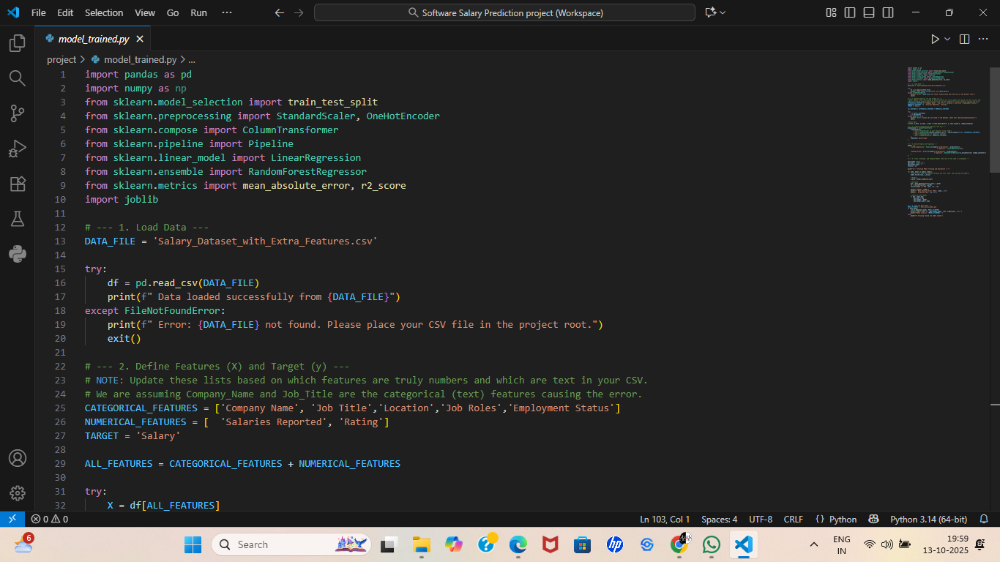 File Edit Selection View Go Run ··· Software Salary Prediction project (Workspace)
model_trained.py
project > model_trained.py > ...
1 import pandas as pd
2 import numpy as np
3 from sklearn.model_selection import train_test_split
4 from sklearn.preprocessing import StandardScaler, OneHotEncoder
5 from sklearn.compose import ColumnTransformer
6 from sklearn.pipeline import Pipeline
7 from sklearn.linear_model import LinearRegression
8 from sklearn.ensemble import RandomForestRegressor
9 from sklearn.metrics import mean_absolute_error, r2_score
10 import joblib
11
12 # --- 1. Load Data ---
13 DATA_FILE = 'Salary_Dataset_with_Extra_Features.csv'
14
15 try:
16     df = pd.read_csv(DATA_FILE)
17     print(f" Data loaded successfully from {DATA_FILE}")
18 except FileNotFoundError:
19     print(f" Error: {DATA_FILE} not found. Please place your CSV file in the project root.")
20     exit()
21
22 # --- 2. Define Features (X) and Target (y) ---
23 # NOTE: Update these lists based on which features are truly numbers and which are text in your CSV.
24 # We are assuming Company_Name and Job_Title are the categorical (text) features causing the error.
25 CATEGORICAL_FEATURES = ['Company Name', 'Job Title','Location','Job Roles','Employment Status']
26 NUMERICAL_FEATURES = [  'Salaries Reported', 'Rating']
27 TARGET = 'Salary'
28
29 ALL_FEATURES = CATEGORICAL_FEATURES + NUMERICAL_FEATURES
30
31 try:
32     X = df[ALL_FEATURES]
0 0 Ln 103, Col 1 Spaces: 4 UTF-8 CRLF {} Python Python 3.14 (64-bit)
6 Search hp ENG IN 19:59 13-10-2025